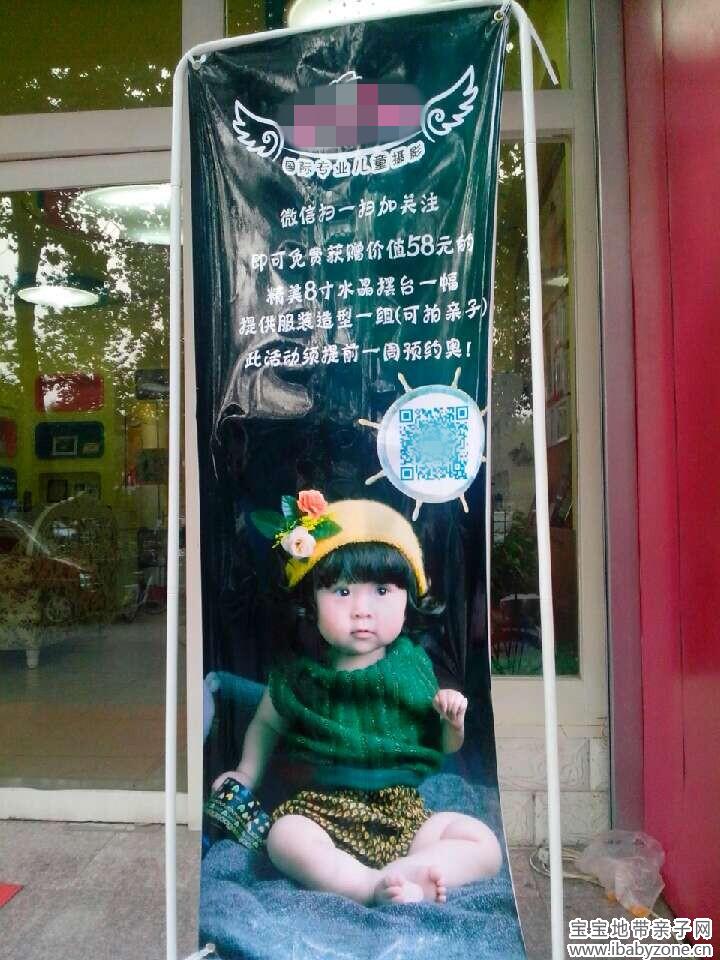 国际专业儿童摄影
微信扫一扫加关注
即可免费获赠价值58元的
精美8寸水晶摆台一幅
提供服装造型一组(可拍亲子)
此活动须提前一周预约奥!
宝宝地带亲子网
www.ibabyzone.cn